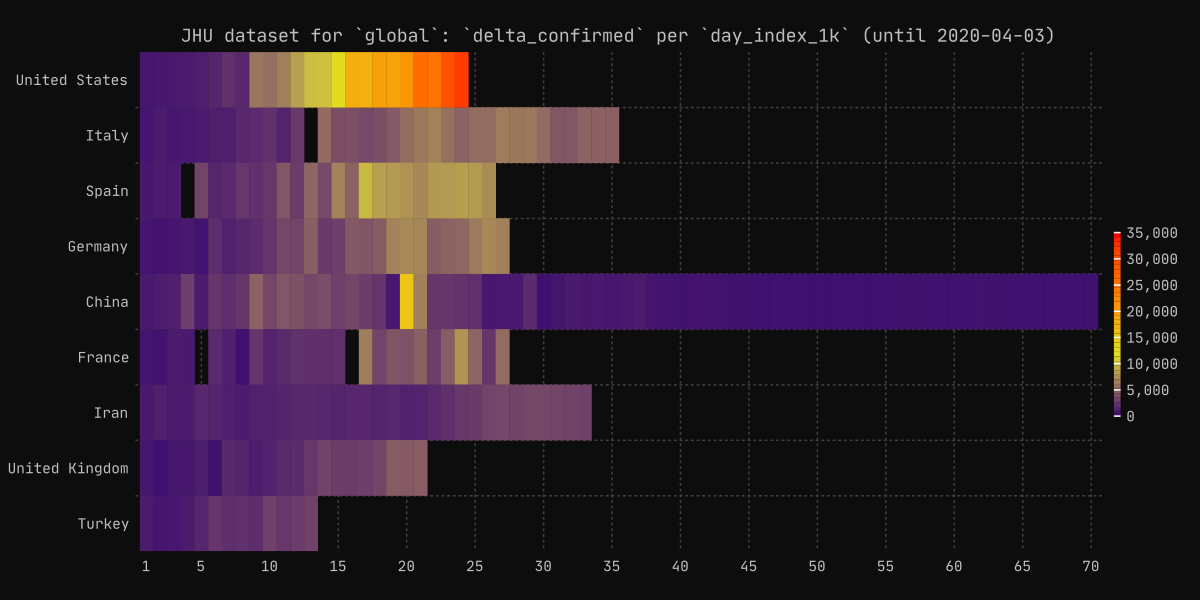 JHU dataset for `global`: `delta_confirmed` per `day_index_1k` (until 2020-04-03)
United States
Italy
Spain
Germany
China
France
Iran
United Kingdom
Turkey
35,000
30,000
25,000
20,000
15,000
10,000
5,000
0
1 5 10 15 20 25 30 35 40 45 50 55 60 65 70